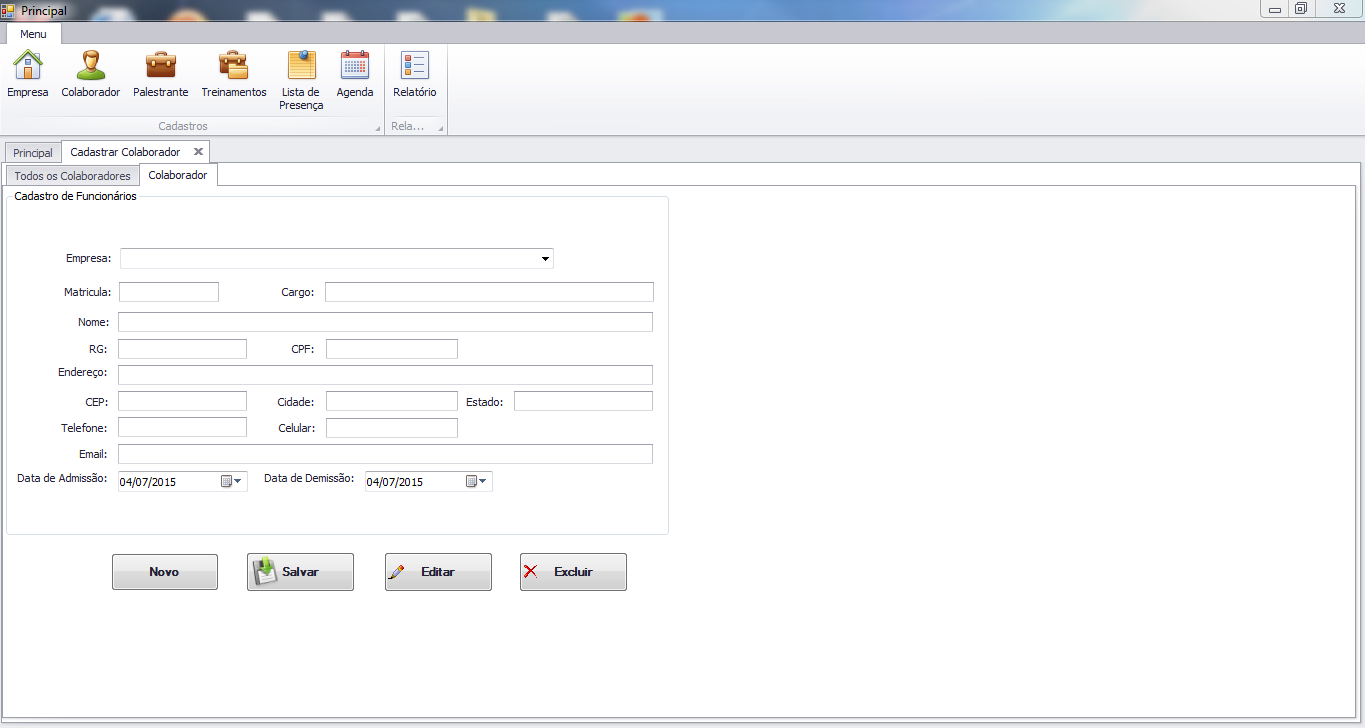 Principal
Menu
Empresa Colaborador Palestrante Treinamentos Lista de Presença Agenda Relatório
Cadastros Rela...
Principal Cadastrar Colaborador
Todos os Colaboradores Colaborador
Cadastro de Funcionários
Empresa:
Matricula: Cargo:
Nome:
RG: CPF:
Endereço:
CEP: Cidade: Estado:
Telefone: Celular:
Email:
Data de Admissão: 04/07/2015 Data de Demissão: 04/07/2015
Novo Salvar Editar Excluir